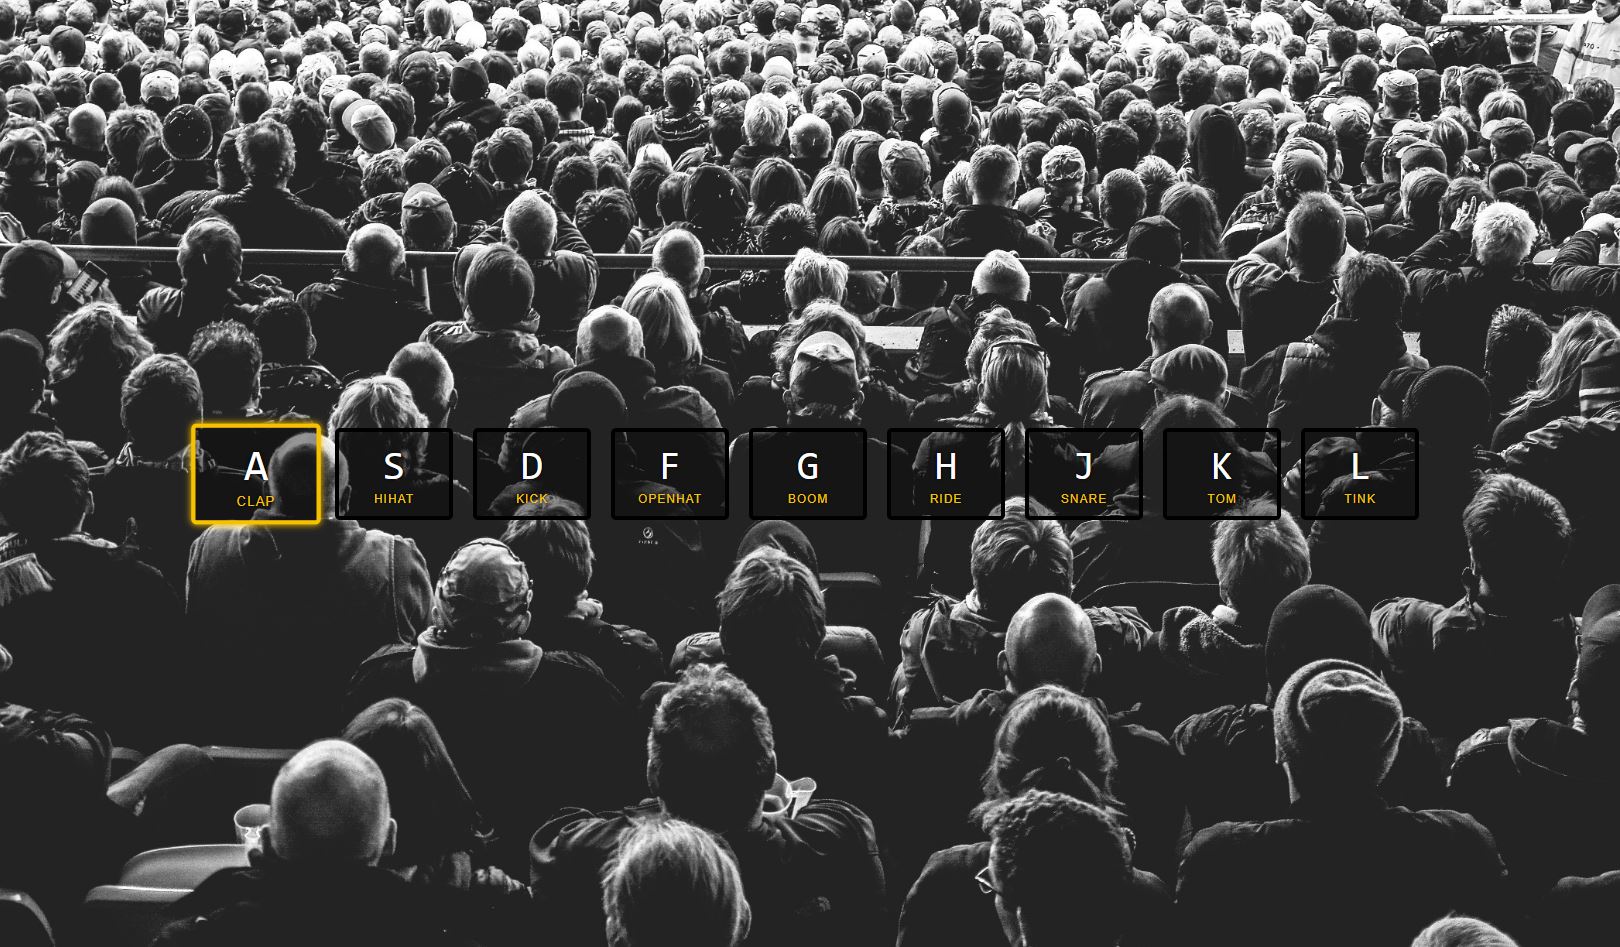 A
CLAP
S
HIHAT
D
KICK
F
OPENHAT
G
BOOM
H
RIDE
J
SNARE
K
TOM
L
TINK